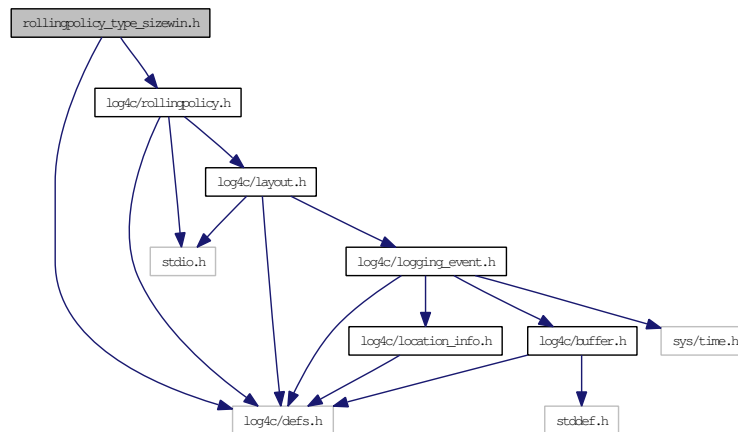 rollingpolicy_type_sizewin.h
log4c/rollingpolicy.h
log4c/layout.h
stdio.h
log4c/logging_event.h
log4c/location_info.h
log4c/buffer.h
sys/time.h
log4c/defs.h
stddef.h